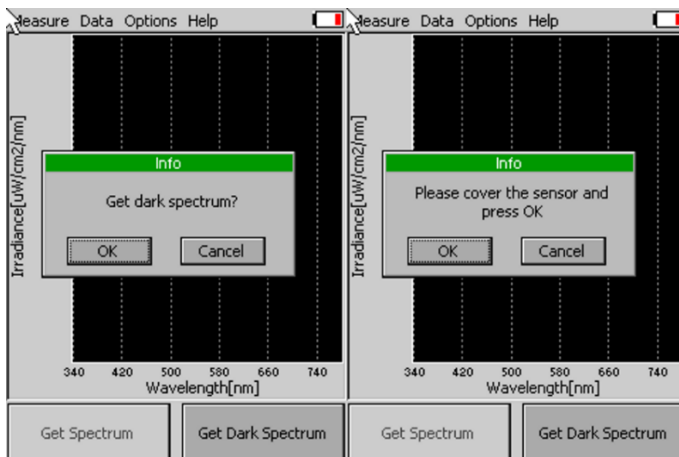 Measure Data Options Help
Irradiance[uW/cm2/nm]
Info
Get dark spectrum?
OK Cancel
340 420 500 580 660 740
Wavelength[nm]
Get Spectrum Get Dark Spectrum
Measure Data Options Help
Irradiance[uW/cm2/nm]
Info
Please cover the sensor and
press OK
OK Cancel
340 420 500 580 660 740
Wavelength[nm]
Get Spectrum Get Dark Spectrum